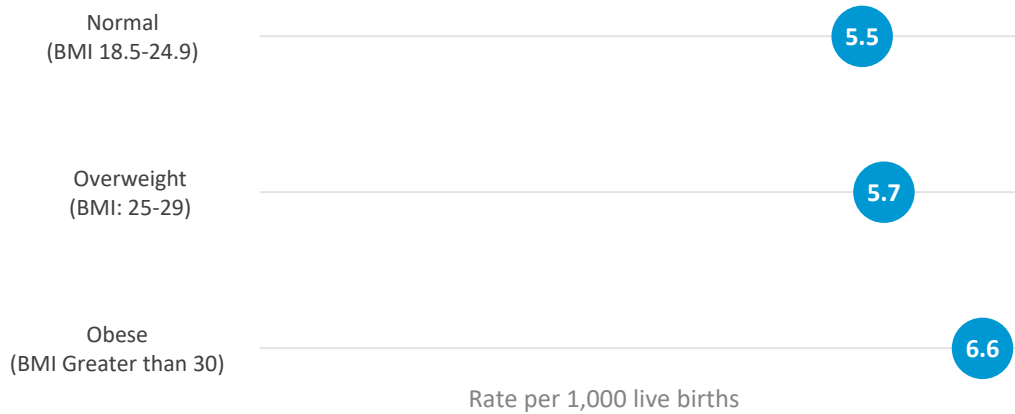 Normal
(BMI 18.5-24.9)
5.5
Overweight
(BMI: 25-29)
5.7
Obese
(BMI Greater than 30)
6.6
Rate per 1,000 live births